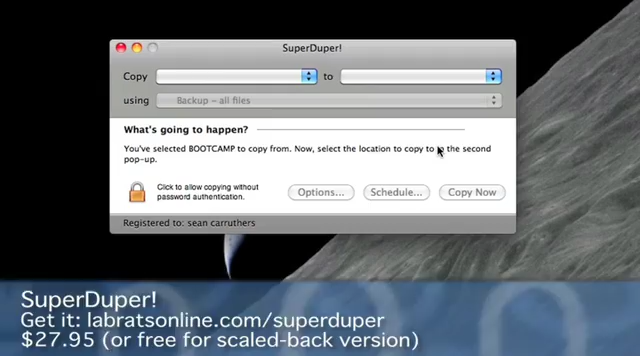 SuperDuper!
Copy to
using Backup - all files
What's going to happen?
You've selected BOOTCAMP to copy from. Now, select the location to copy to in the second
pop-up.
Click to allow copying without
password authentication.
Options... Schedule... Copy Now
Registered to: sean carruthers
SuperDuper!
Get it: labratsonline.com/superduper
$27.95 (or free for scaled-back version)